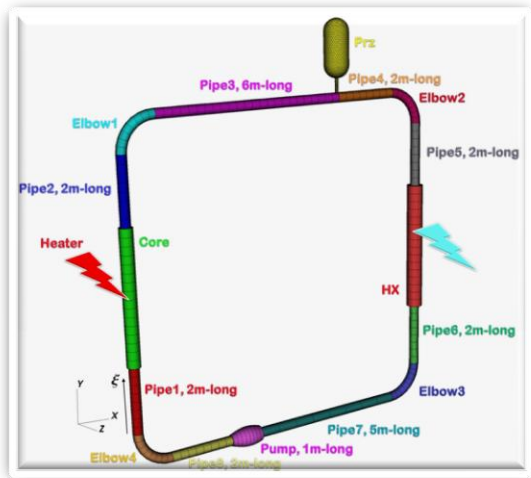 Prz
Pipe3, 6m-long
Pipe4, 2m-long
Elbow1
Elbow2
Pipe5, 2m-long
Pipe2, 2m-long
Heater
Core
HX
Pipe6, 2m-long
ξ
Y
X
Z
Pipe1, 2m-long
Elbow3
Pipe7, 5m-long
Elbow4
Pump, 1m-long